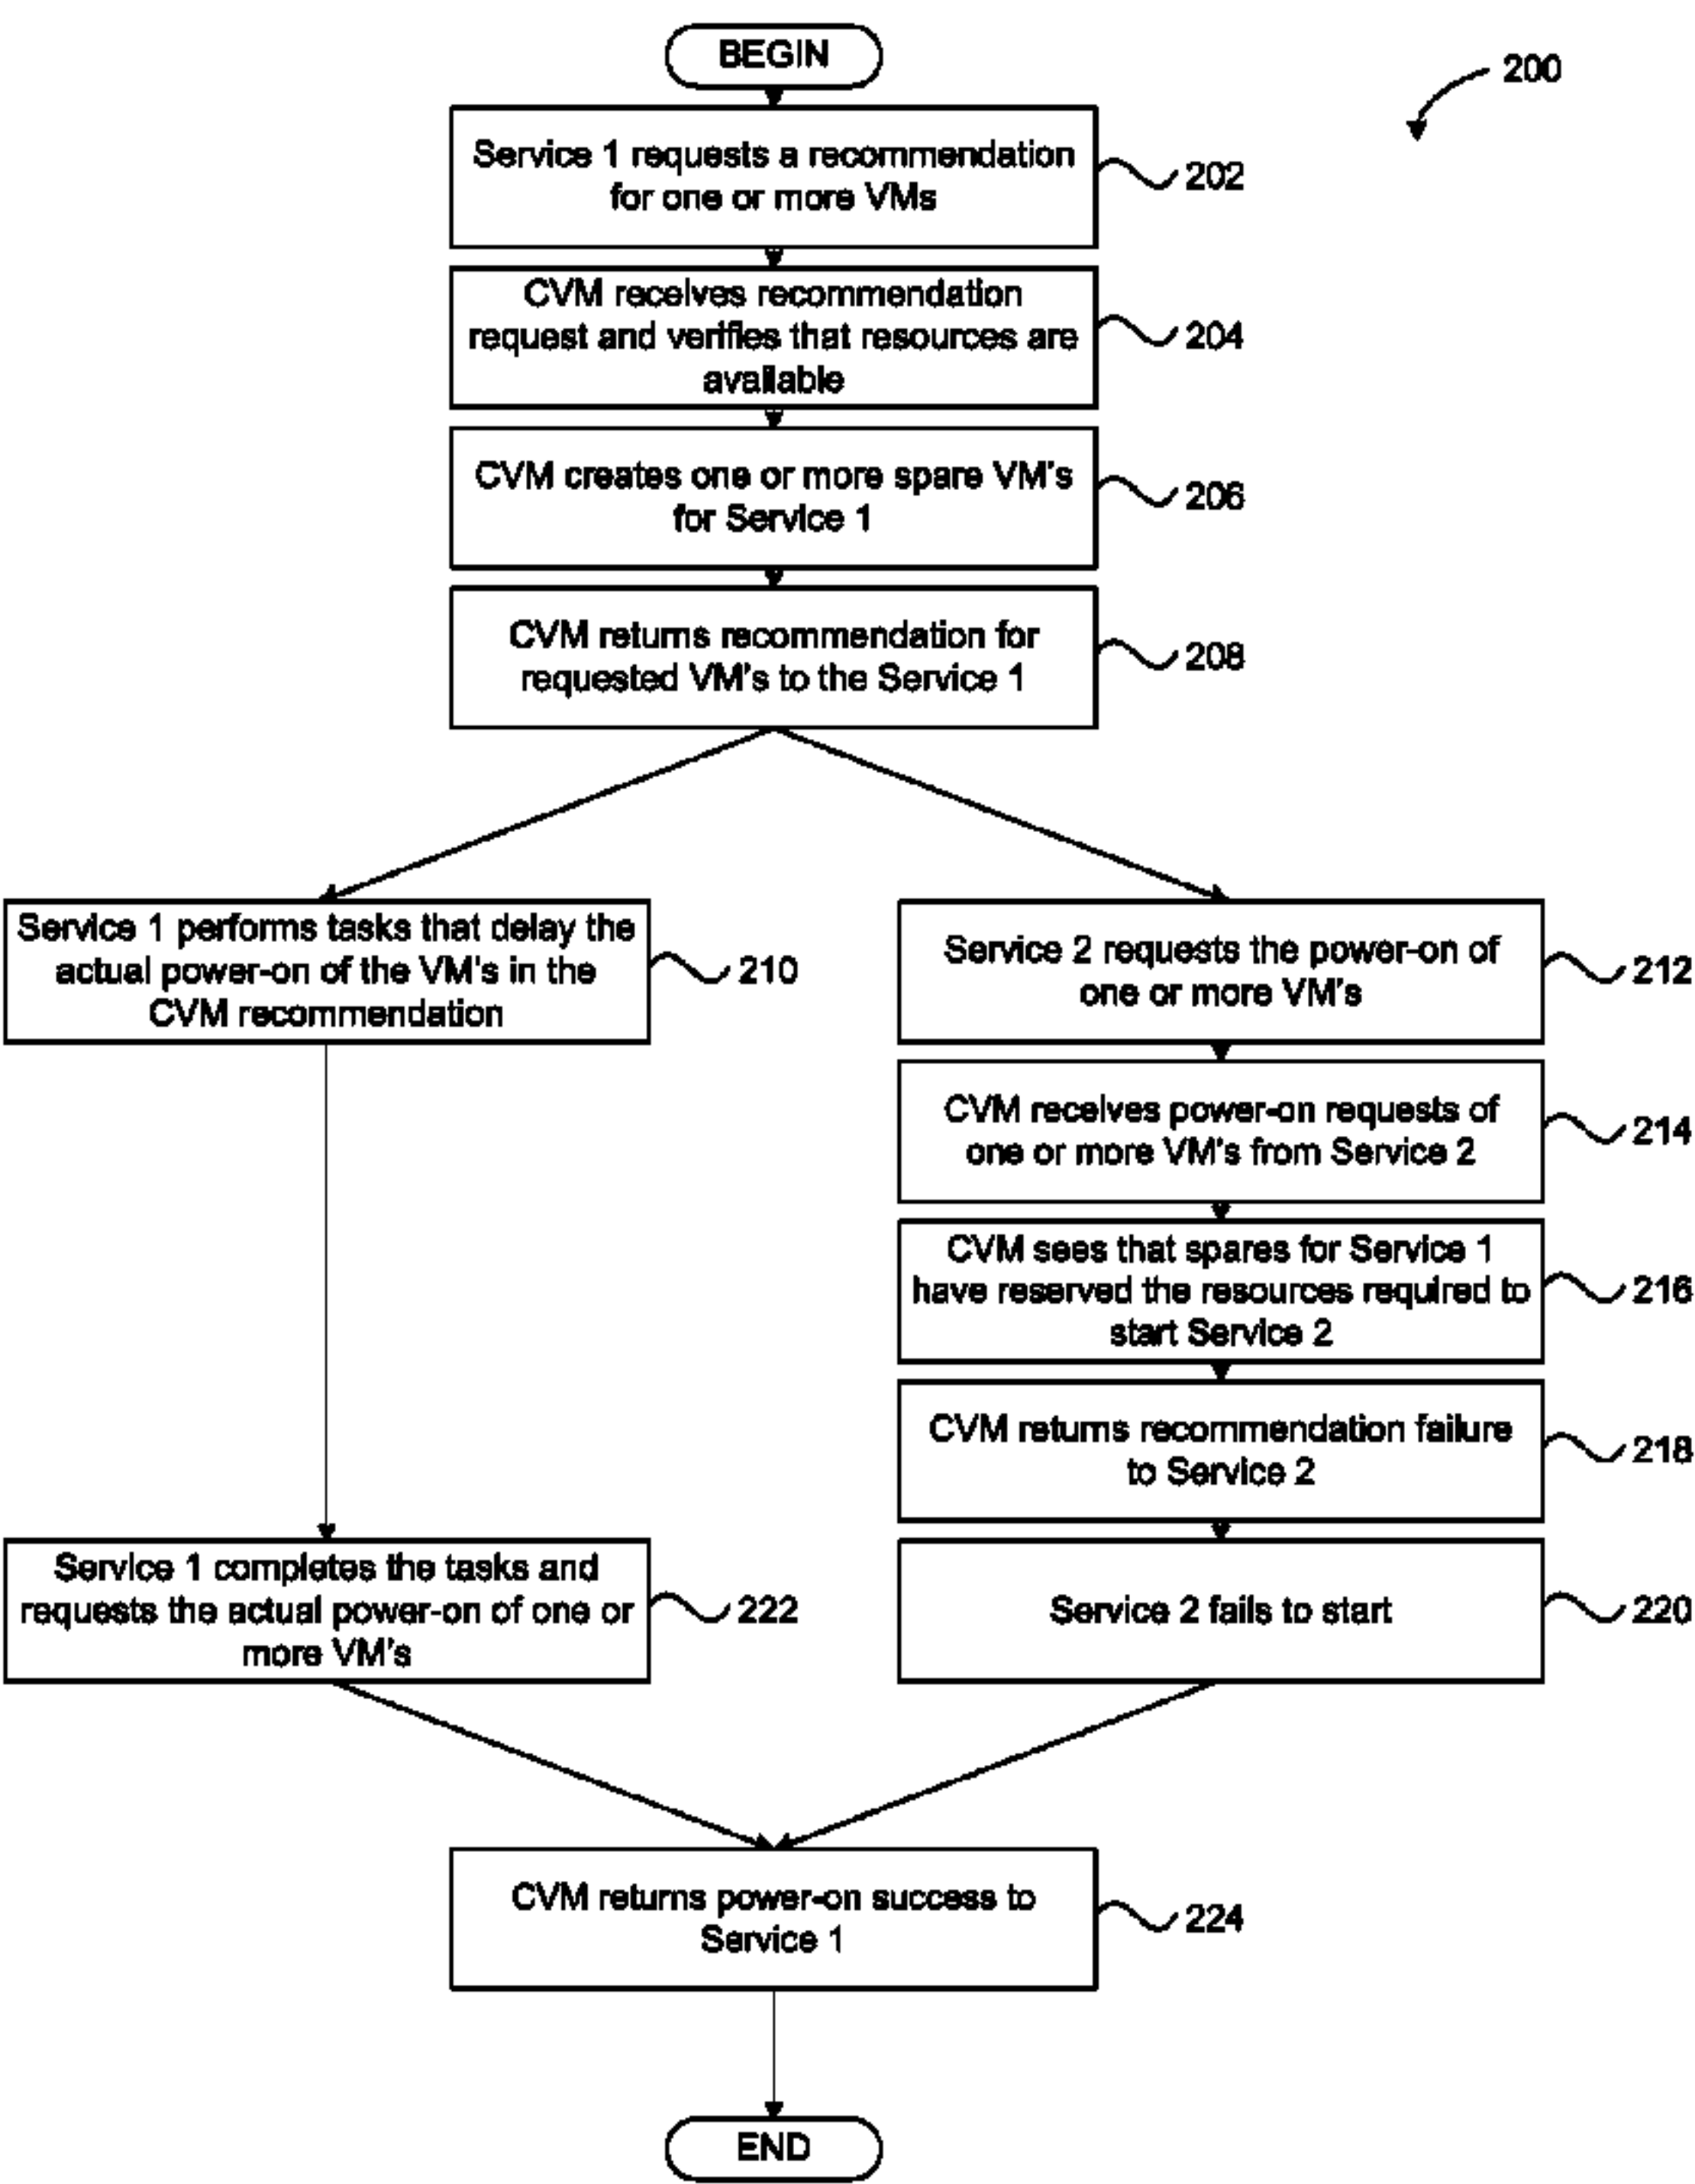 BEGIN
200
Service 1 requests a recommendation
for one or more VMs
202
CVM receives recommendation
request and verifies that resources are
available
204
CVM creates one or more spare VM's
for Service 1
206
CVM returns recommendation for
requested VM's to the Service 1
208
Service 1 performs tasks that delay the
actual power-on of the VM's in the
CVM recommendation
210
Service 2 requests the power-on of
one or more VM's
212
CVM receives power-on requests of
one or more VM's from Service 2
214
CVM sees that spares for Service 1
have reserved the resources required to
start Service 2
216
CVM returns recommendation failure
to Service 2
218
Service 1 completes the tasks and
requests the actual power-on of one or
more VM's
222
Service 2 fails to start
220
CVM returns power-on success to
Service 1
224
END